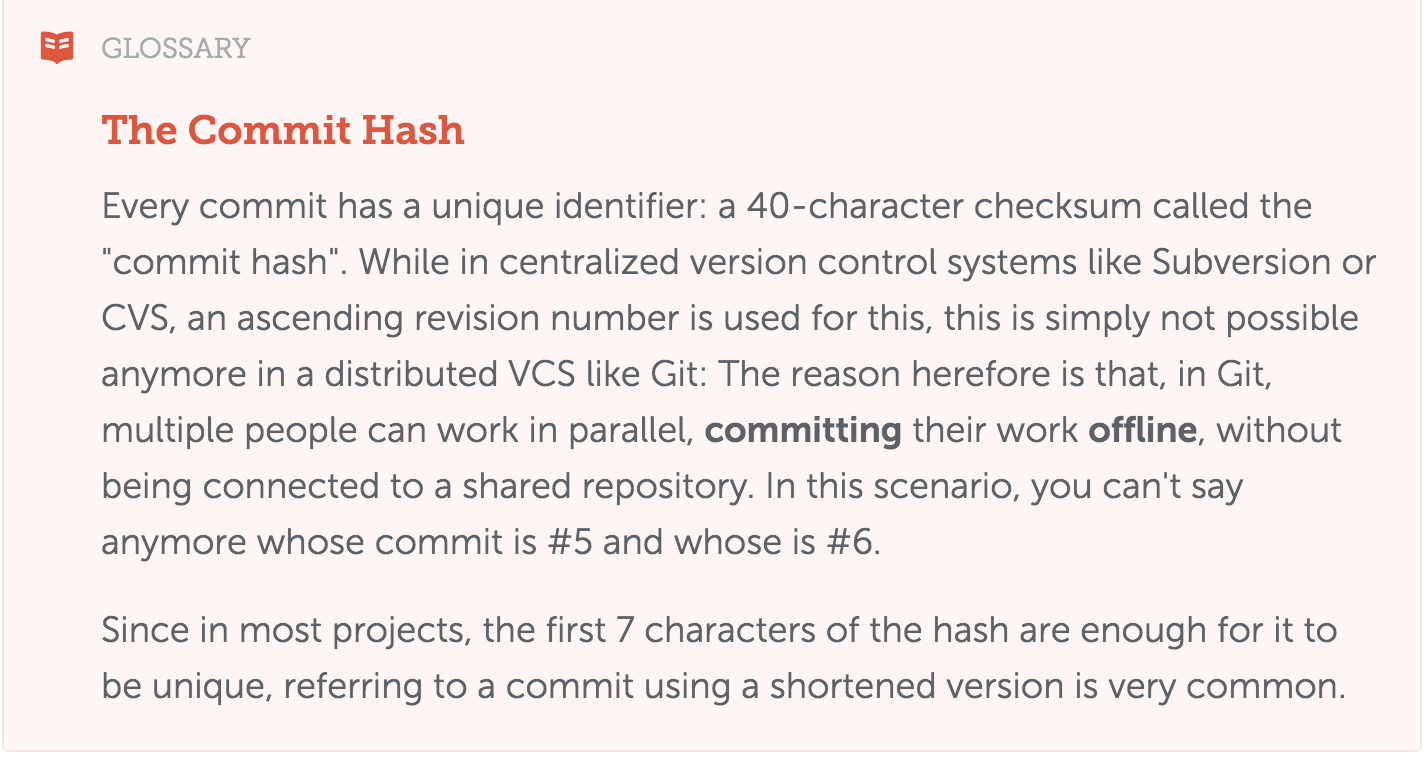 GLOSSARY
The Commit Hash
Every commit has a unique identifier: a 40-character checksum called the
"commit hash". While in centralized version control systems like Subversion or
CVS, an ascending revision number is used for this, this is simply not possible
anymore in a distributed VCS like Git: The reason herefore is that, in Git,
multiple people can work in parallel, committing their work offline, without
being connected to a shared repository. In this scenario, you can't say
anymore whose commit is #5 and whose is #6.
Since in most projects, the first 7 characters of the hash are enough for it to
be unique, referring to a commit using a shortened version is very common.